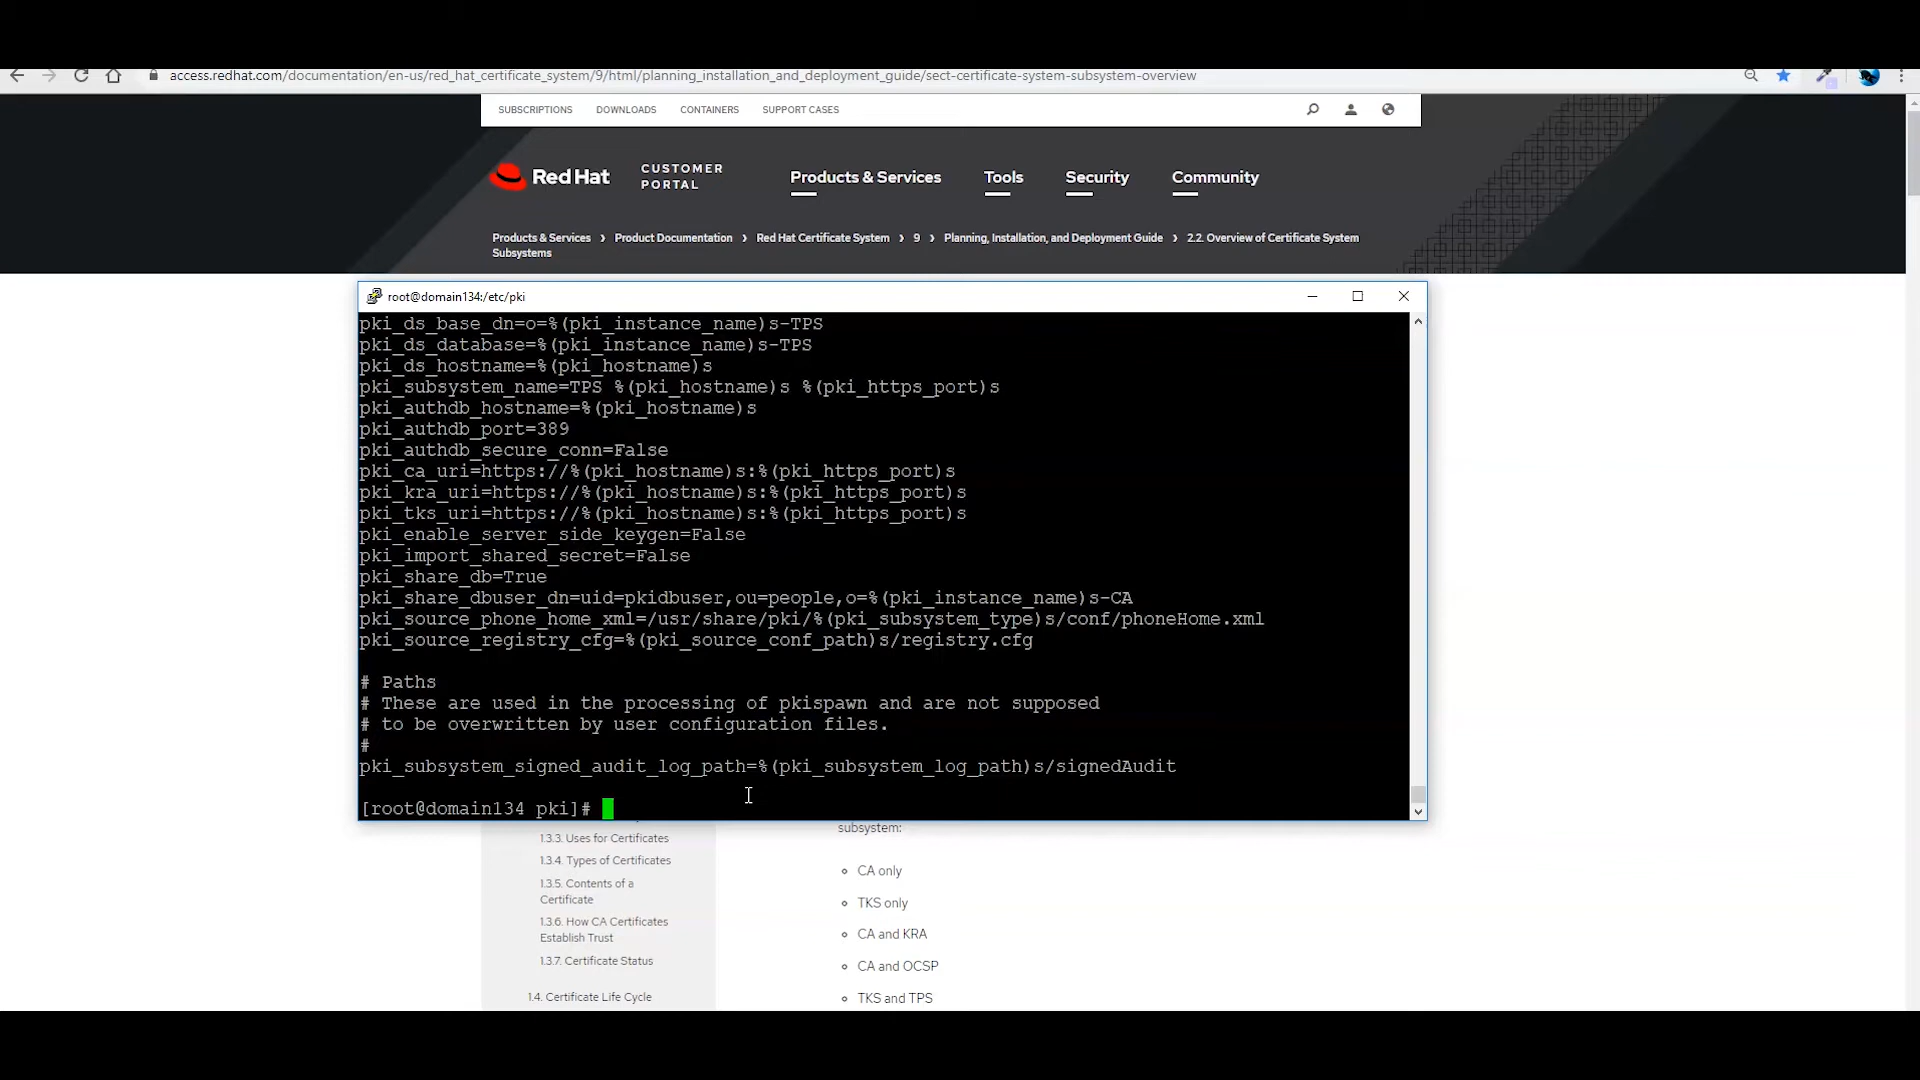 access.redhat.com/documentation/en-us/red_hat_certificate_system/9/html/planning_installation_and_deployment_guide/sect-certificate-system-subsystem-overview
SUBSCRIPTIONS DOWNLOADS CONTAINERS SUPPORT CASES
Red Hat
CUSTOMER
PORTAL
Products & Services Tools Security Community
Products & Services › Product Documentation › Red Hat Certificate System › 9 › Planning, Installation, and Deployment Guide › 2.2. Overview of Certificate System
Subsystems
root@domain134:/etc/pki
pki_ds_base_dn=o=%(pki_instance_name)s-TPS
pki_ds_database=%(pki_instance_name)s-TPS
pki_ds_hostname=%(pki_hostname)s
pki_subsystem_name=TPS %(pki_hostname)s %(pki_https_port)s
pki_authdb_hostname=%(pki_hostname)s
pki_authdb_port=389
pki_authdb_secure_conn=False
pki_ca_uri=https://%(pki_hostname)s:%(pki_https_port)s
pki_kra_uri=https://%(pki_hostname)s:%(pki_https_port)s
pki_tks_uri=https://%(pki_hostname)s:%(pki_https_port)s
pki_enable_server_side_keygen=False
pki_import_shared_secret=False
pki_share_db=True
pki_share_dbuser_dn=uid=pkidbuser,ou=people,o=%(pki_instance_name)s-CA
pki_source_phone_home_xml=/usr/share/pki/%(pki_subsystem_type)s/conf/phoneHome.xml
pki_source_registry_cfg=%(pki_source_conf_path)s/registry.cfg
# Paths
# These are used in the processing of pkispawn and are not supposed
# to be overwritten by user configuration files.
#
pki_subsystem_signed_audit_log_path=%(pki_subsystem_log_path)s/signedAudit
[root@domain134 pki]#
1.3.3. Uses for Certificates
1.3.4. Types of Certificates
1.3.5. Contents of a
Certificate
1.3.6. How CA Certificates
Establish Trust
1.3.7. Certificate Status
1.4. Certificate Life Cycle
subsystem:
CA only
TKS only
CA and KRA
CA and OCSP
TKS and TPS